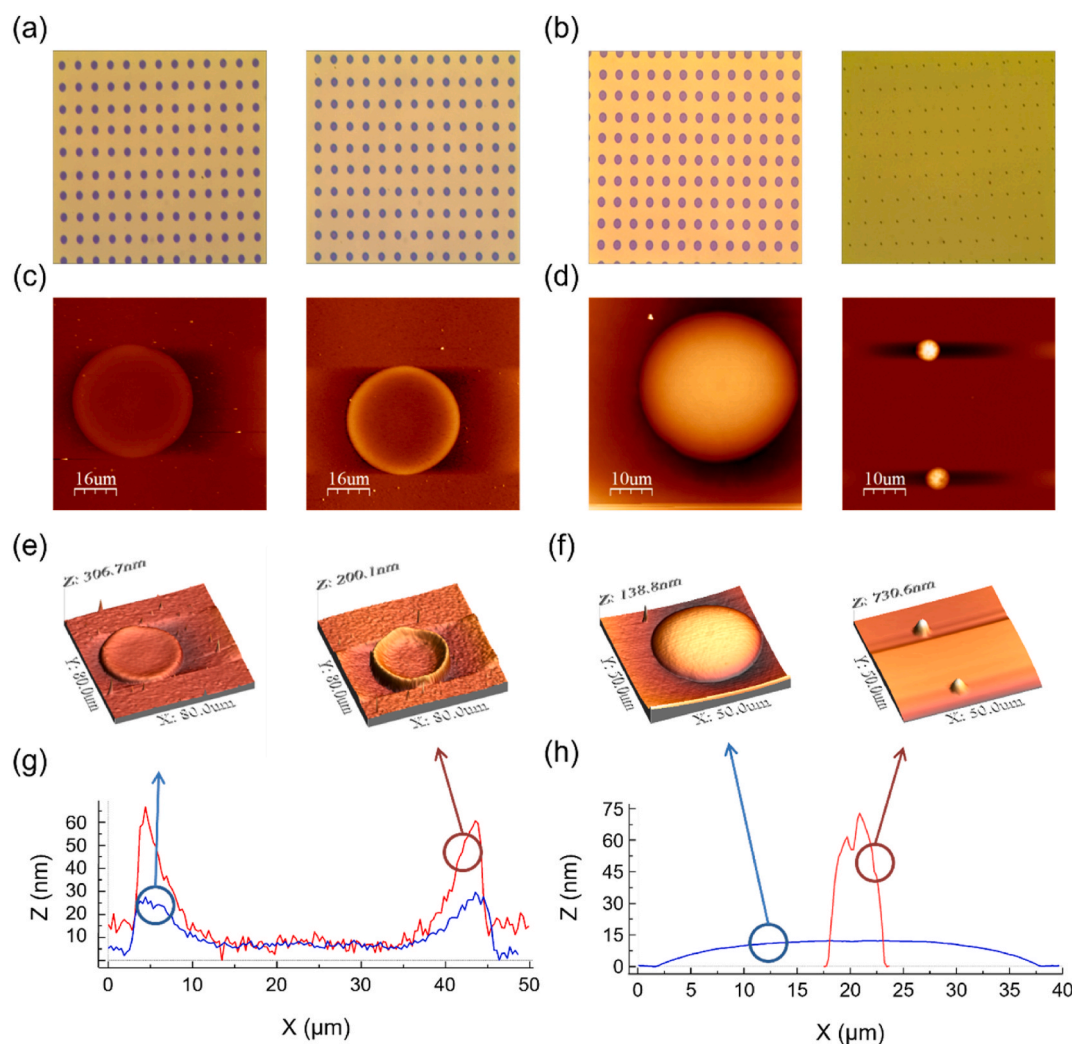 (a)
(b)
(c)
(d)
16um
16um
10um
10um
(e)
(f)
Z: 306.7nm
Y: 80.0um
X: 80.0um
Z: 200.1nm
Y: 80.0um
X: 80.0um
Z: 138.8nm
Y: 50.0um
X: 50.0um
Z: 730.6nm
Y: 50.0um
X: 50.0um
(g)
(h)
60
50
40
30
20
10
Z (nm)
0 10 20 30 40 50
X (μm)
75
60
45
30
15
0
Z (nm)
0 5 10 15 20 25 30 35 40
X (μm)